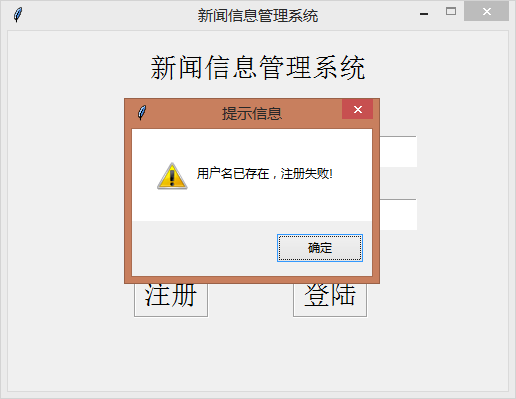 新闻信息管理系统
新闻信息管理系统
提示信息
用户名已存在，注册失败!
确定
注册
登陆